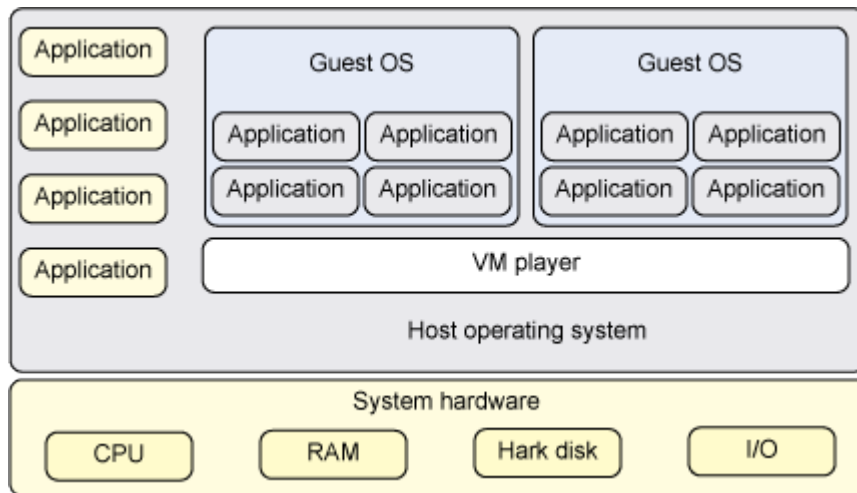 Application
Application
Application
Application
Guest OS
Application Application
Application Application
Guest OS
Application Application
Application Application
VM player
Host operating system
System hardware
CPU RAM Hark disk I/O